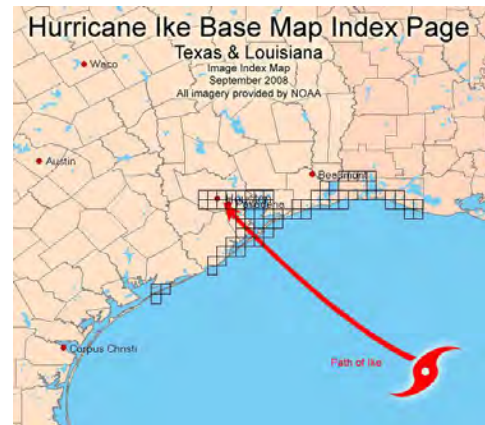 Hurricane Ike Base Map Index Page
Texas & Louisiana
Image Index Map
September 2008
All imagery provided by NOAA
Waco
Austin
Beaumont
Corpus Christi
Path of Ike